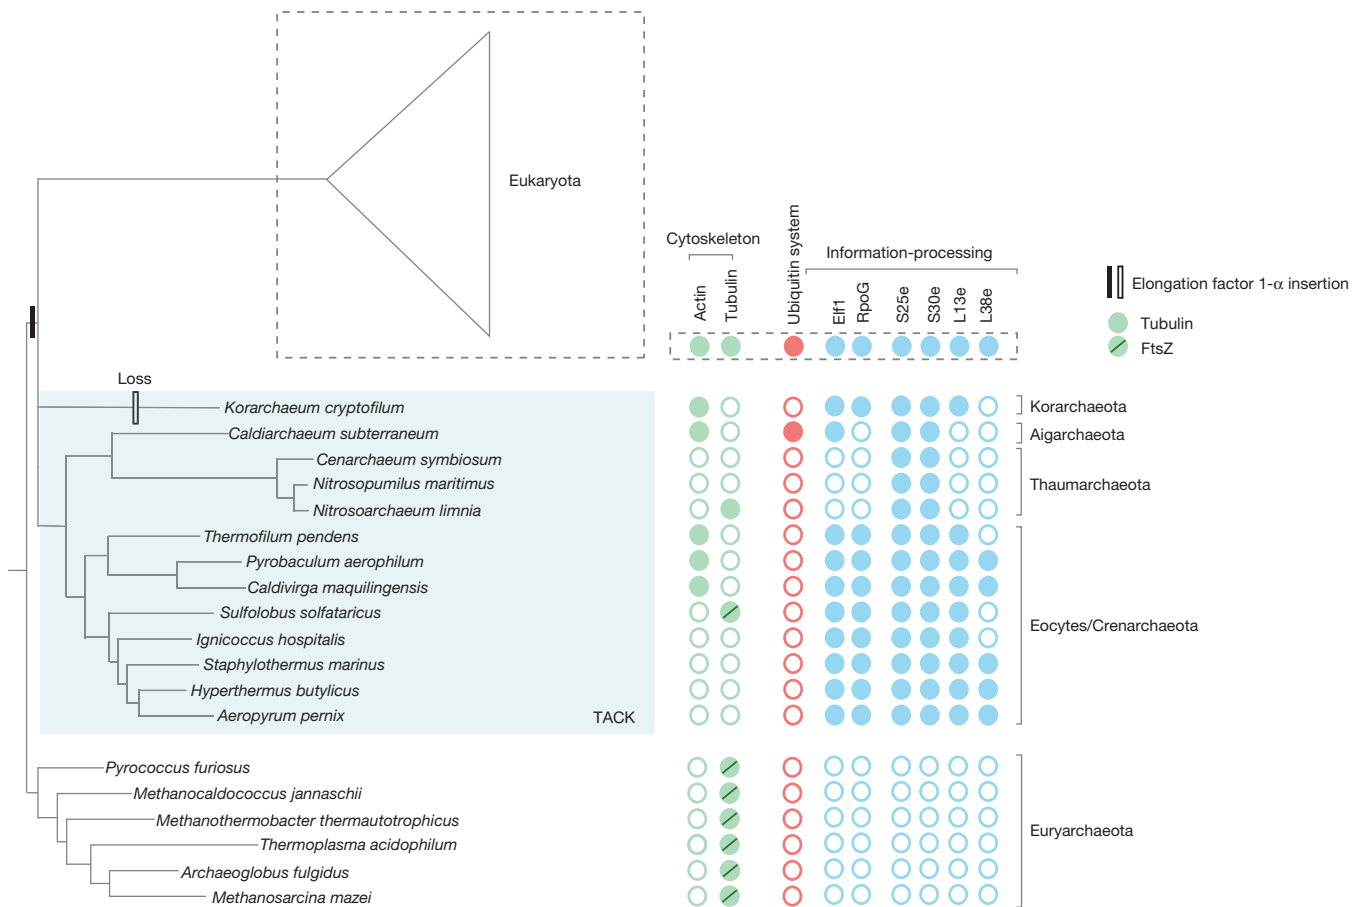 Eukaryota
Cytoskeleton
Ubiquitin system
Information-processing
Actin
Tubulin
Elf1
RpoG
S25e
S30e
L13e
L38e
Elongation factor 1-α insertion
Tubulin
FtsZ
Loss
Korarchaeum cryptofilum
Korarchaeota
Caldiarchaeum subterraneum
Aigarchaeota
Cenarchaeum symbiosum
Nitrosopumilus maritimus
Thaumarchaeota
Nitrosoarchaeum limnia
Thermofilum pendens
Pyrobaculum aerophilum
Caldivirga maquilingensis
Sulfolobus solfataricus
Eocytes/Crenarchaeota
Ignicoccus hospitalis
Staphylothermus marinus
Hyperthermus butylicus
Aeropyrum pernix
TACK
Pyrococcus furiosus
Methanocaldococcus jannaschii
Methanothermobacter thermautotrophicus
Euryarchaeota
Thermoplasma acidophilum
Archaeoglobus fulgidus
Methanosarcina mazei